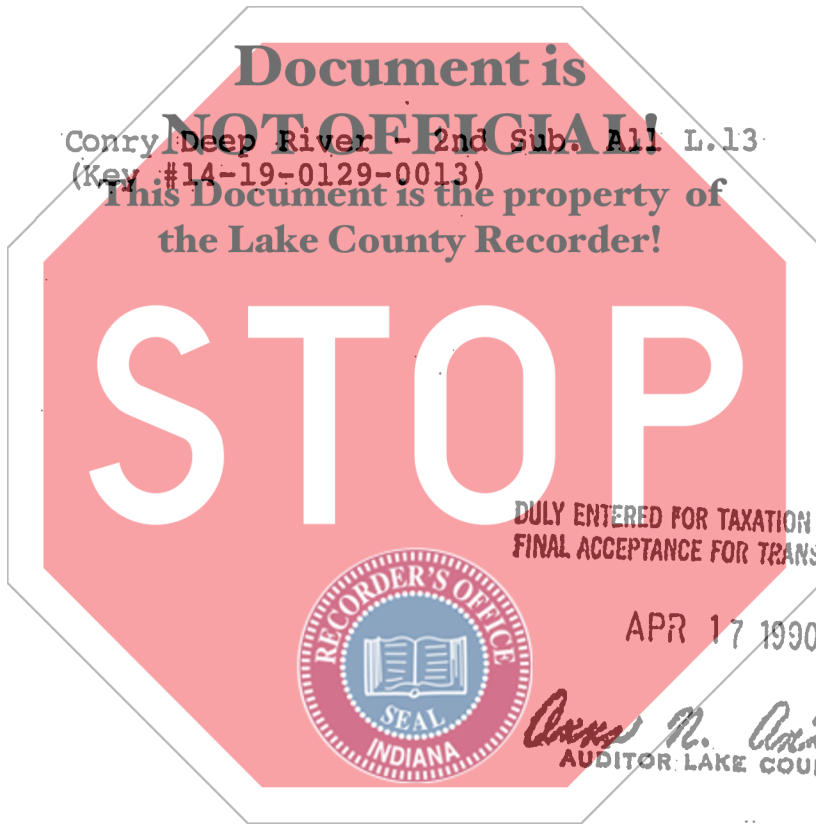 Document is
NOT OFFICIAL!
Conry Deep River - 2nd Sub. All L.13
(Key #14-19-0129-0013)
This Document is the property of
the Lake County Recorder!
STOP
DULY ENTERED FOR TAXATION
FINAL ACCEPTANCE FOR TRANS
APR 17 1990
RECORDER'S OFFICE
SEAL
INDIANA
N.
AUDITOR LAKE COU